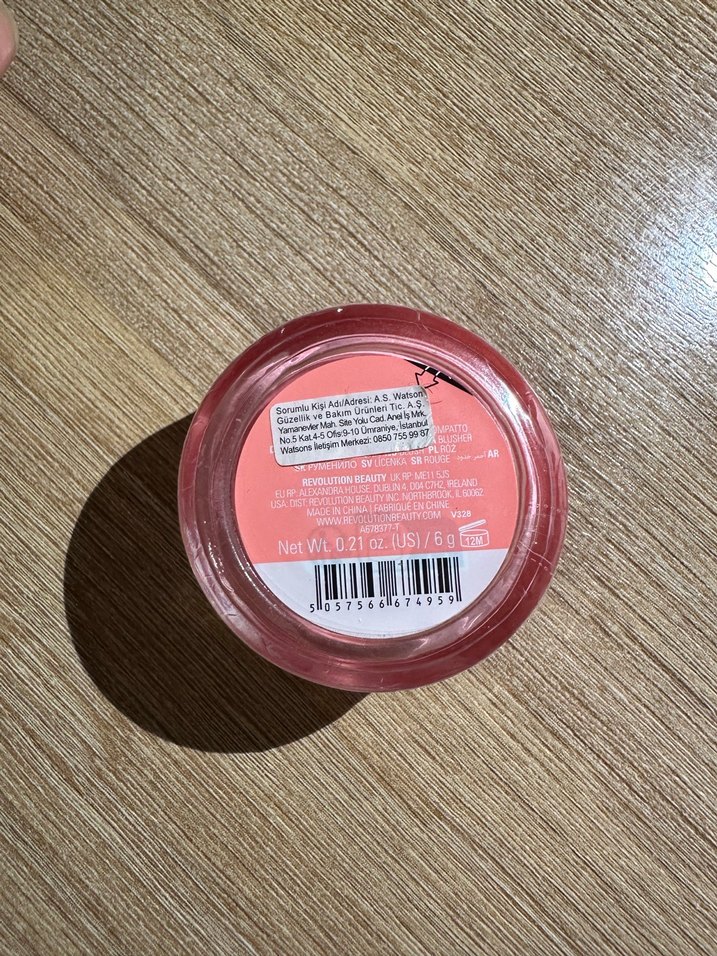 Sorumlu Kişi Adı/Adresi: A.S. Watson
Güzellik ve Bakım Ürünleri Tic. A.Ş.
Yamanevler Mah. Site Yolu Cad. Anel İş Mrk.
No.5 Kat.4-5 Ofis:9-10 Ümraniye, İstanbul
Watsons İletişim Merkezi: 0850 755 99 87
BLUSHER
PL RÓŻ
SK РУМЕНИЛО SV LICENKA SR ROUGE أحمر خدود AR
REVOLUTION BEAUTY UK RP: ME11 5JS
EU RP: ALEXANDRA HOUSE, DUBLIN 4, D04 C7H2, IRELAND
USA: DIST: REVOLUTION BEAUTY INC. NORTHBROOK, IL 60062
MADE IN CHINA | FABRIQUÉ EN CHINE
WWW.REVOLUTIONBEAUTY.COM V328
A678377-T
Net Wt. 0.21 oz. (US) / 6 g 12M
5 057566 674959